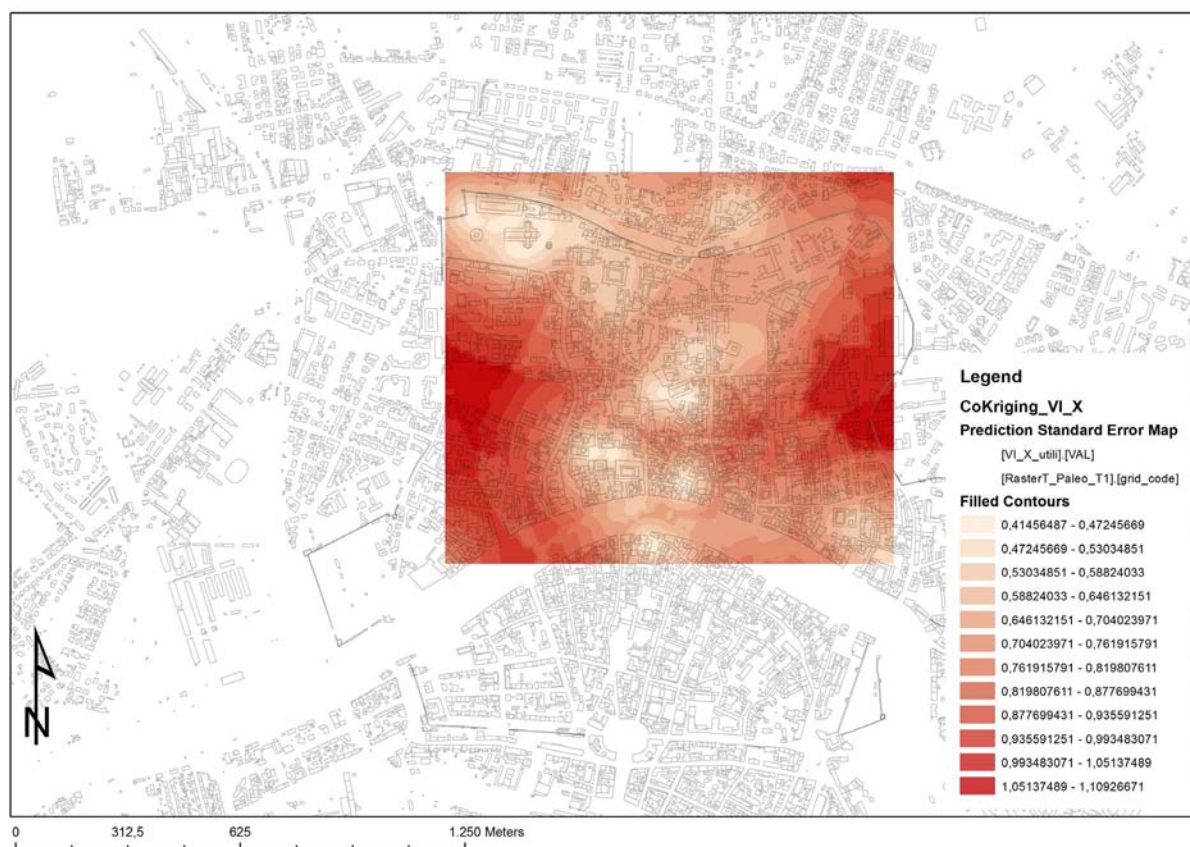 Legend
CoKriging_VI_X
Prediction Standard Error Map
[VI_X_utili].[VAL]
[RasterT_Paleo_T1].[grid_code]
Filled Contours
0,41456487 - 0,47245669
0,47245669 - 0,53034851
0,53034851 - 0,58824033
0,58824033 - 0,646132151
0,646132151 - 0,704023971
0,704023971 - 0,761915791
0,761915791 - 0,819807611
0,819807611 - 0,877699431
0,877699431 - 0,935591251
0,935591251 - 0,993483071
0,993483071 - 1,05137489
1,05137489 - 1,10926671
N
0 312,5 625 1.250 Meters